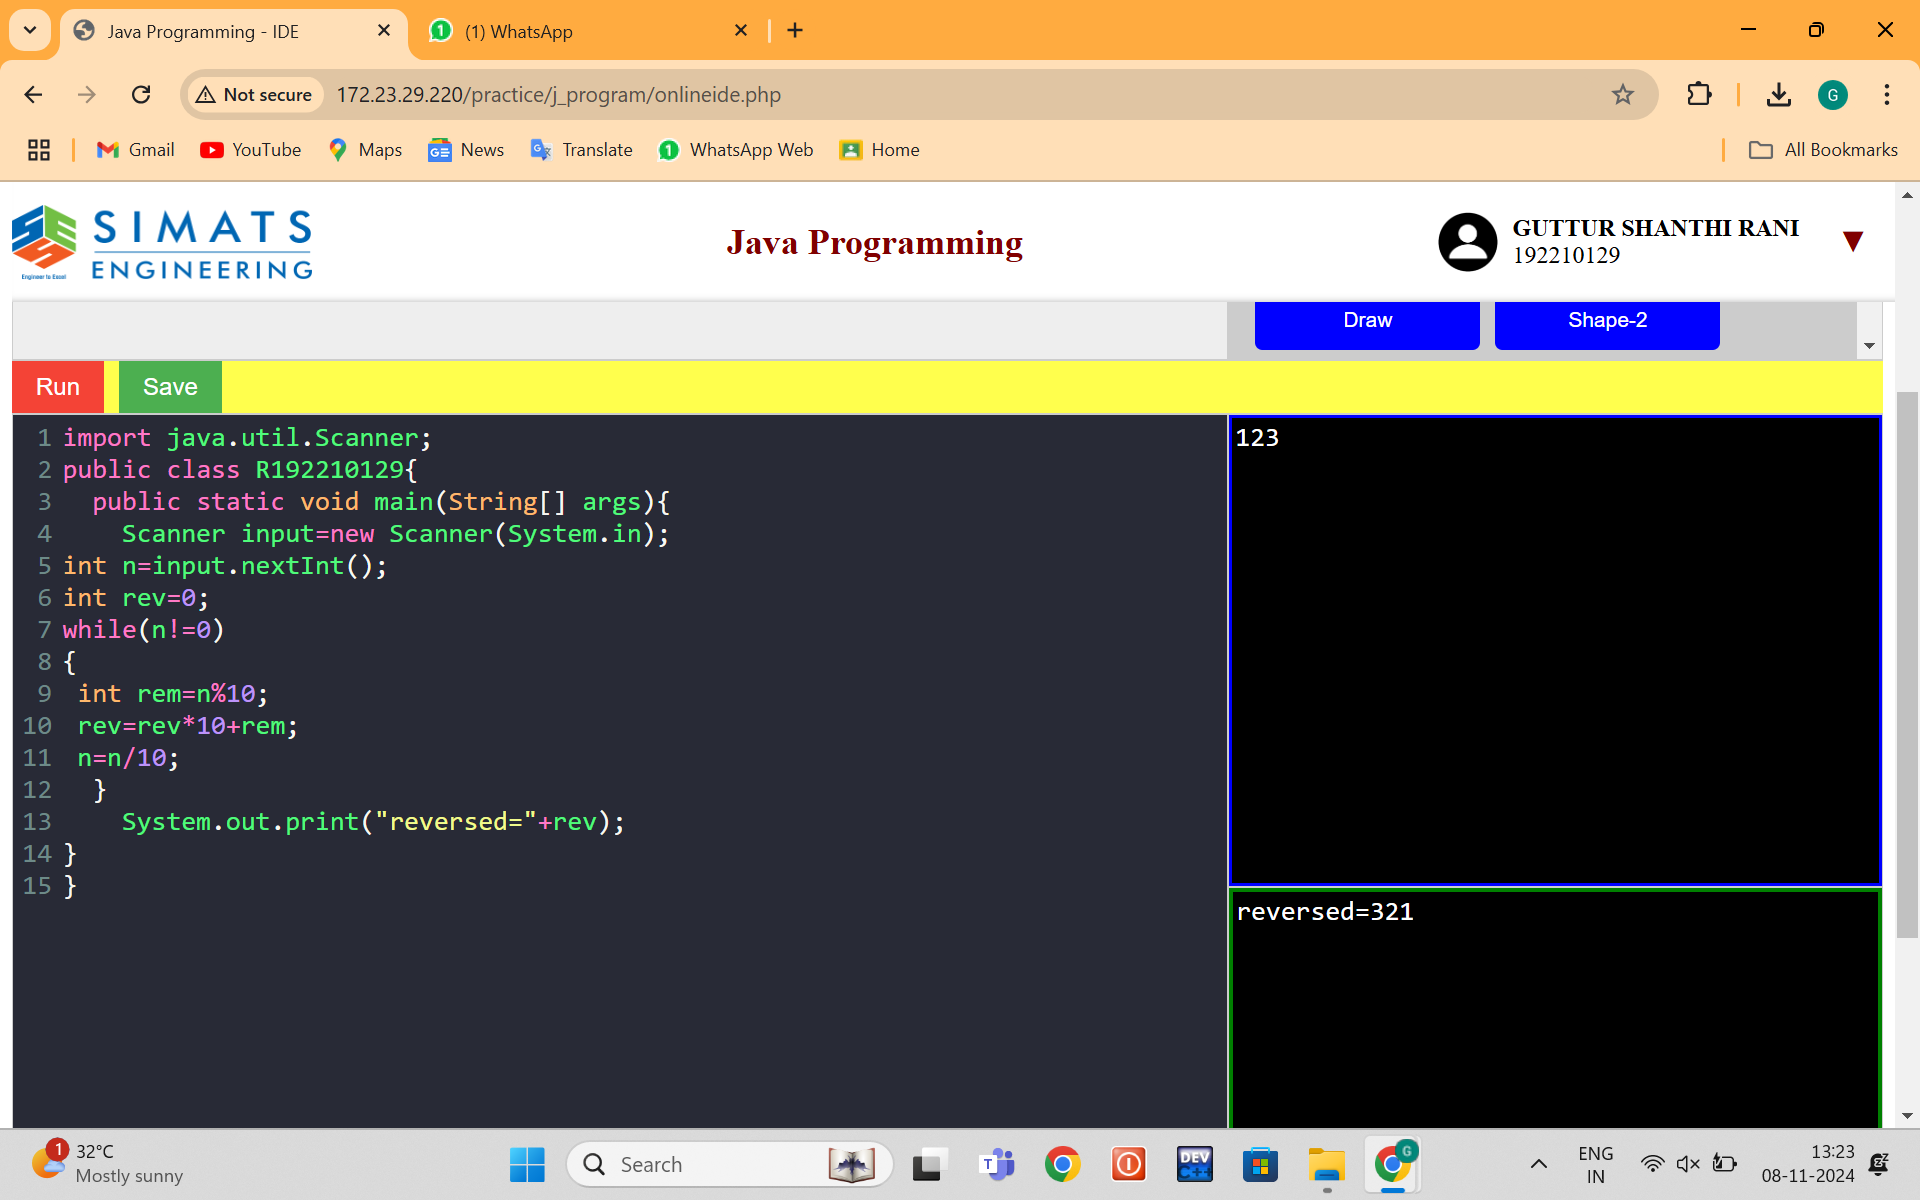 Java Programming - IDE
(1) WhatsApp
Not secure
172.23.29.220/practice/j_program/onlineide.php
G
Gmail
YouTube
Maps
News
Translate
WhatsApp Web
Home
All Bookmarks
SIMATS
ENGINEERING
Engineer to Excel
Java Programming
GUTTUR SHANTHI RANI
192210129
Draw
Shape-2
Run
Save
1 import java.util.Scanner;
2 public class R192210129{
3   public static void main(String[] args){
4     Scanner input=new Scanner(System.in);
5 int n=input.nextInt();
6 int rev=0;
7 while(n!=0)
8 {
9  int rem=n%10;
10  rev=rev*10+rem;
11  n=n/10;
12   }
13     System.out.print("reversed="+rev);
14 }
15 }
123
reversed=321
1
32°C
Mostly sunny
Search
DEV
C++
G
ENG
IN
13:23
08-11-2024